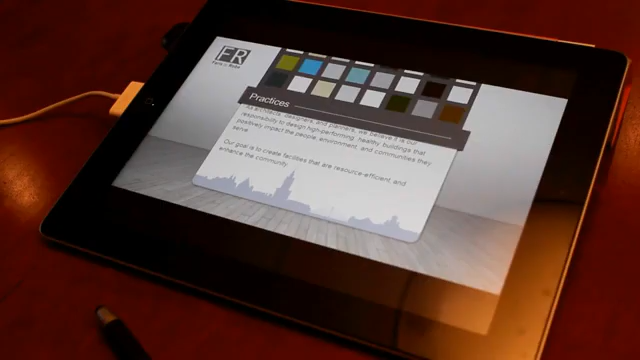 FR
Practices
As architects, designers, and planners, we believe it is our
responsibility to design high-performing, healthy buildings that
positively impact the people, environment, and communities they
serve.
Our goal is to create facilities that are resource-efficient and
enhance the community.